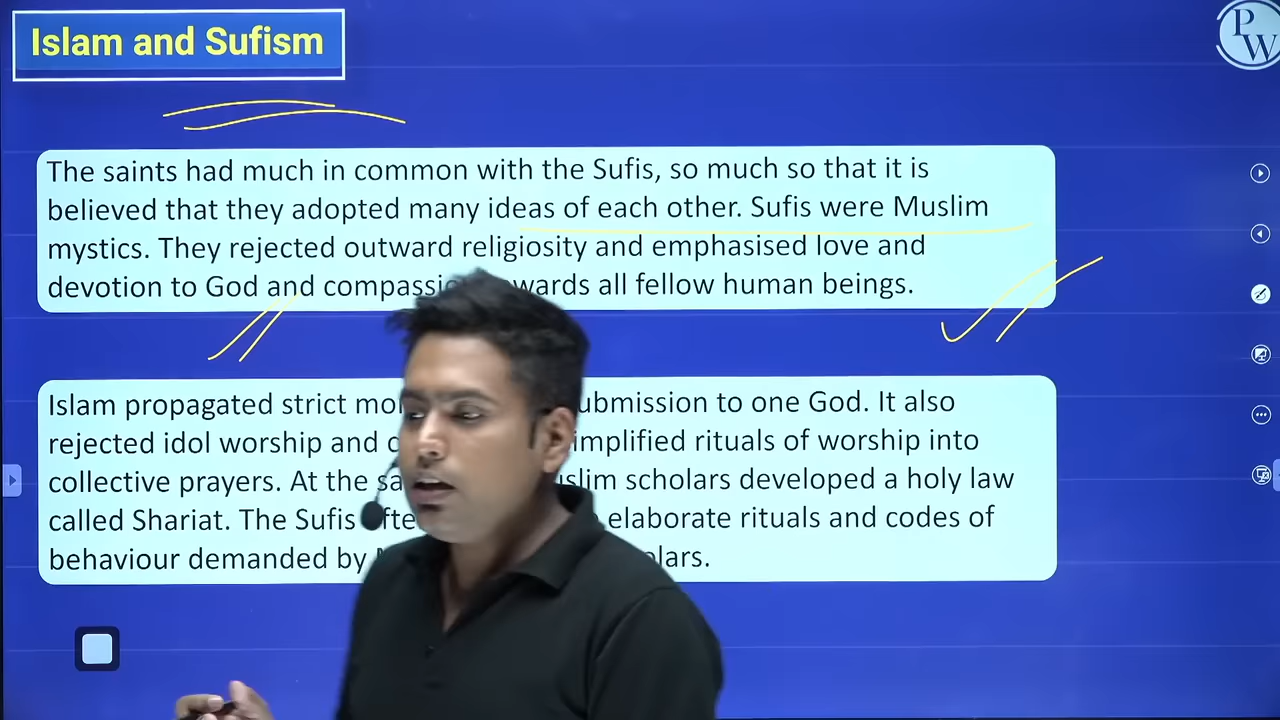 Islam and Sufism
PW
The saints had much in common with the Sufis, so much so that it is
believed that they adopted many ideas of each other. Sufis were Muslim
mystics. They rejected outward religiosity and emphasised love and
devotion to God and compassi wards all fellow human beings.
Islam propagated strict mo ubmission to one God. It also
rejected idol worship and implified rituals of worship into
collective prayers. At the sa slim scholars developed a holy law
called Shariat. The Sufis fte elaborate rituals and codes of
behaviour demanded by lars.